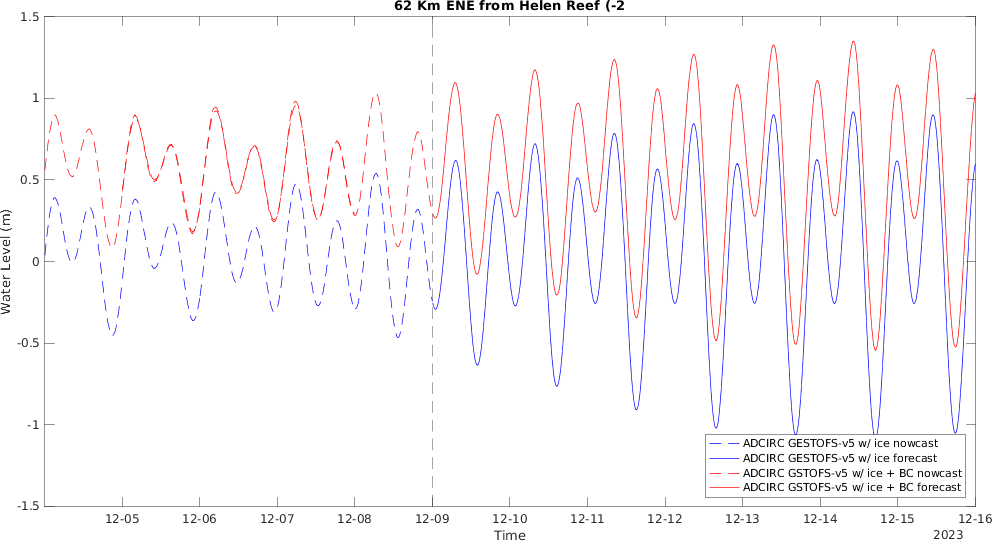 62 Km ENE from Helen Reef (-2
1.5
1
0.5
0
-0.5
-1
-1.5
Water Level (m)
12-05 12-06 12-07 12-08 12-09 12-10 12-11 12-12 12-13 12-14 12-15 12-16
Time
2023
ADCIRC GESTOFS-v5 w/ ice nowcast
ADCIRC GESTOFS-v5 w/ ice forecast
ADCIRC GSTOFS-v5 w/ ice + BC nowcast
ADCIRC GSTOFS-v5 w/ ice + BC forecast